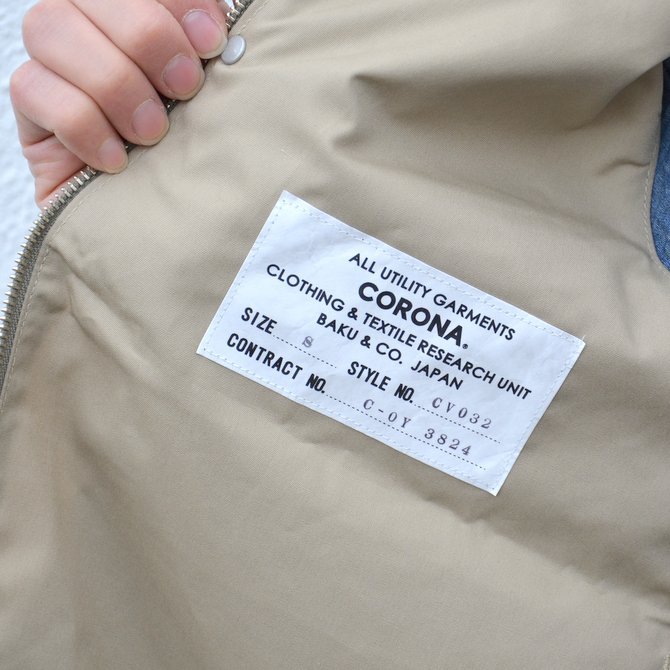 ALL UTILITY GARMENTS
CORONA®
CLOTHING & TEXTILE RESEARCH UNIT
BAKU & CO. JAPAN
SIZE S STYLE NO. CV032
CONTRACT NO. C-OY 3824